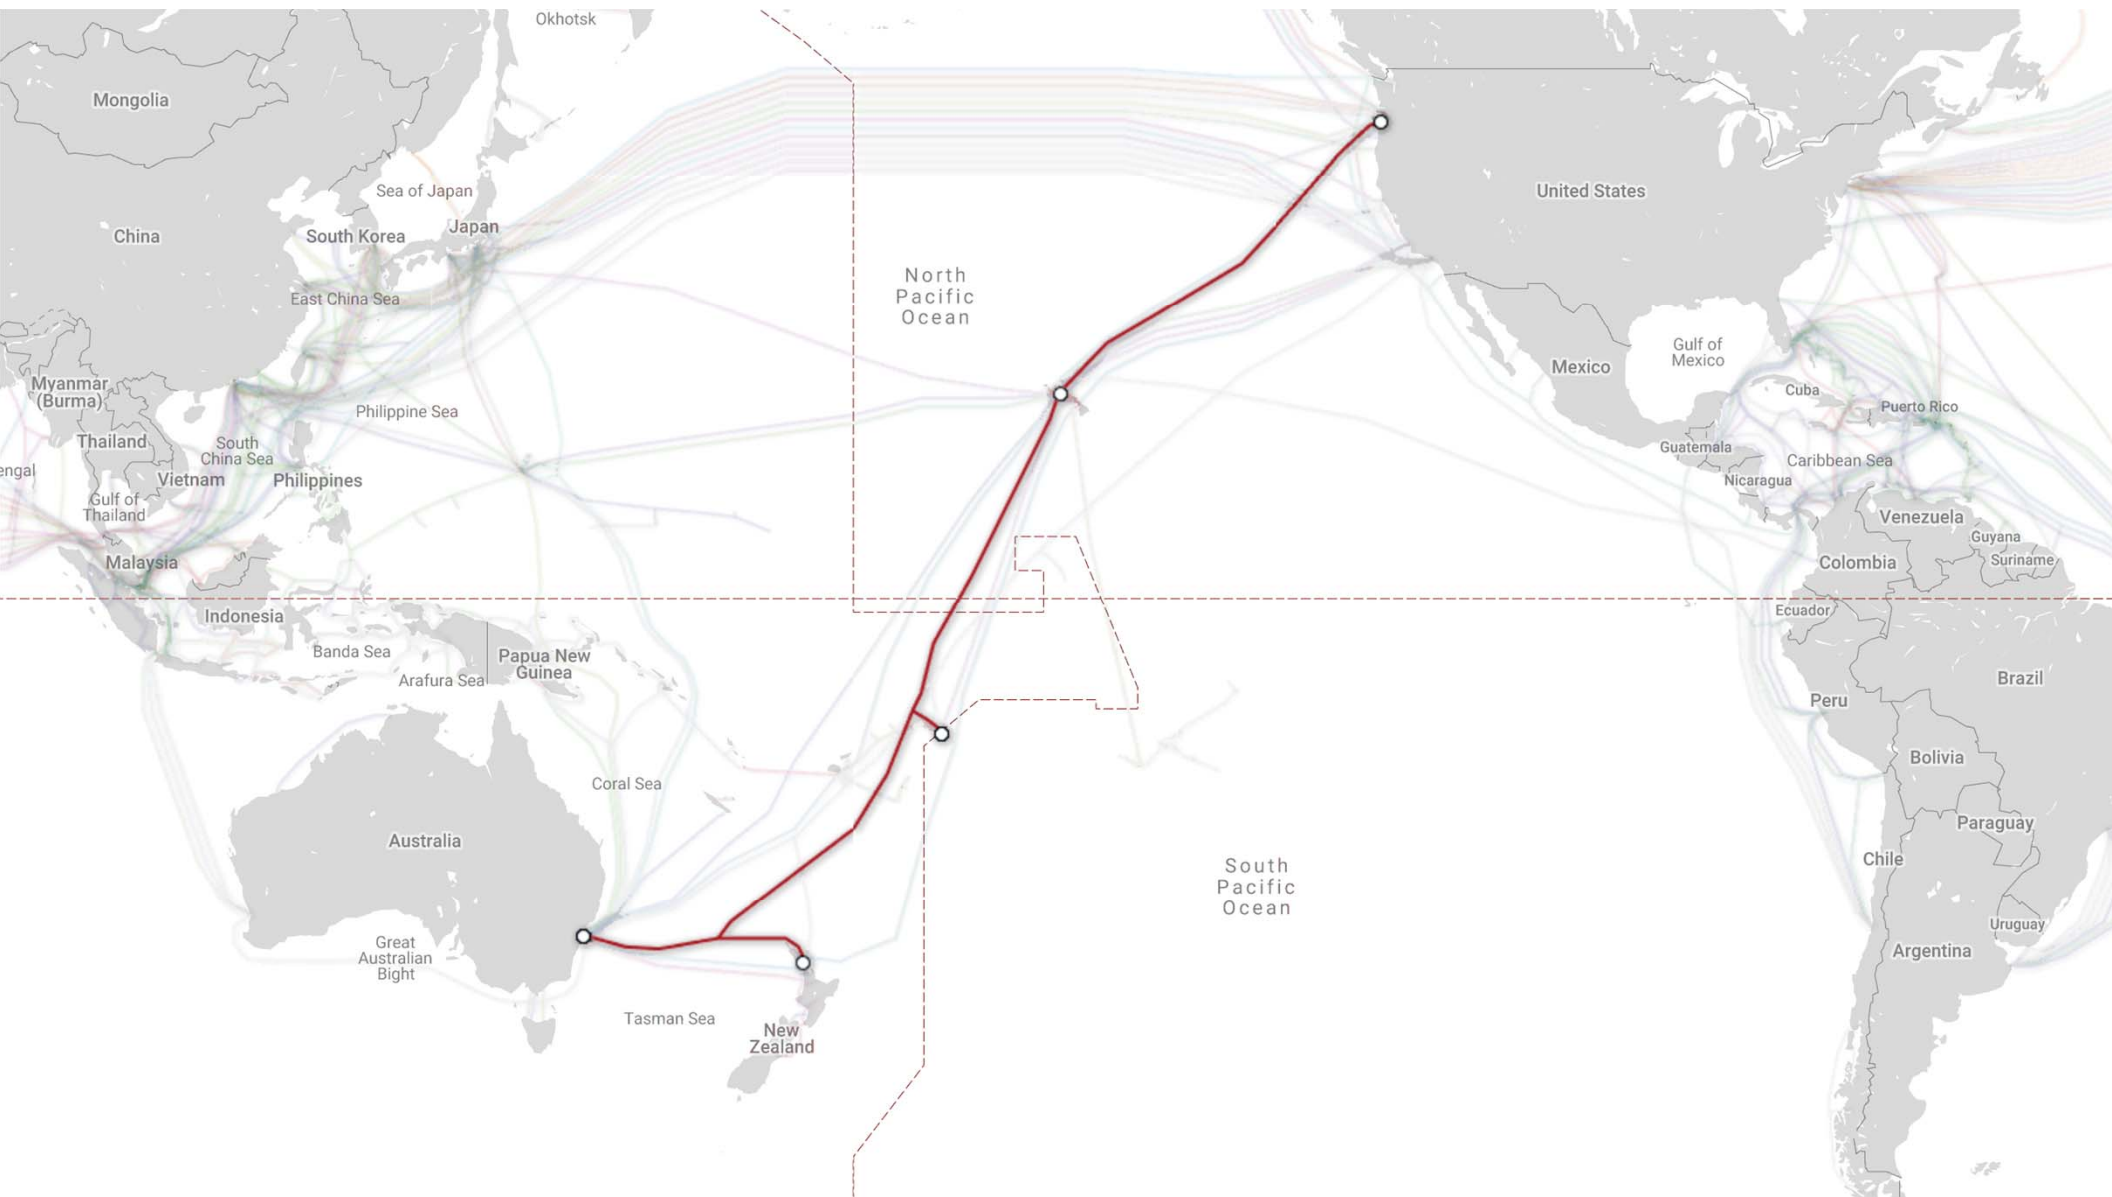 Okhotsk
Mongolia
Sea of Japan
Japan
South Korea
China
East China Sea
United States
North
Pacific
Ocean
Gulf of
Mexico
Mexico
Myanmar
(Burma)
Cuba
Puerto Rico
Philippine Sea
Thailand
South
China Sea
engal
Vietnam
Philippines
Gulf of
Thailand
Guatemala
Caribbean Sea
Nicaragua
Venezuela
Guyana
Suriname
Malaysia
Colombia
Indonesia
Ecuador
Banda Sea
Papua New
Guinea
Arafura Sea
Brazil
Peru
Bolivia
Coral Sea
Australia
Paraguay
Chile
South
Pacific
Ocean
Great
Australian
Bight
Uruguay
Argentina
Tasman Sea
New
Zealand